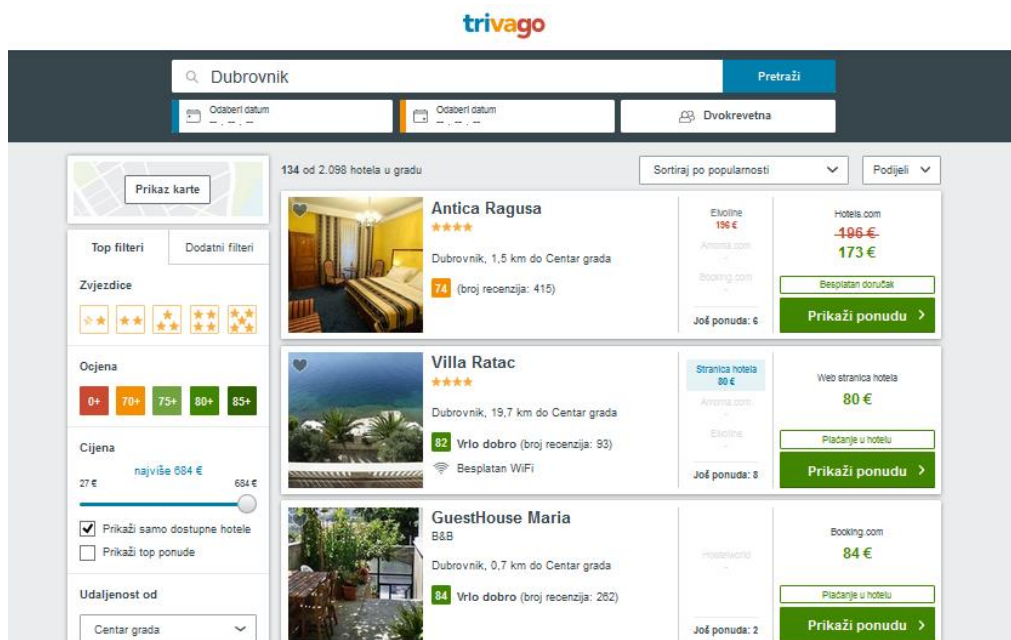 trivago
Dubrovnik
Pretraži
Odaberi datum
-- . -- . --
Odaberi datum
-- . -- . --
Dvokrevetna
Prikaz karte
134 od 2.098 hotela u gradu
Sortiraj po popularnosti
Podijeli
Top filteri
Dodatni filteri
Zvjezdice
Ocjena
0+
70+
75+
80+
85+
Cijena
najviše 684 €
27 €
684 €
Prikaži samo dostupne hotele
Prikaži top ponude
Udaljenost od
Centar grada
Antica Ragusa
Dubrovnik, 1,5 km do Centar grada
74 (broj recenzija: 415)
Elvoline
196 €
Amoma.com
-
Booking.com
-
Još ponuda: 6
Hotels.com
196 €
173 €
Besplatan doručak
Prikaži ponudu
Villa Ratac
Dubrovnik, 19,7 km do Centar grada
82 Vrlo dobro (broj recenzija: 93)
Besplatan WiFi
Stranica hotela
80 €
Amoma.com
-
Elvoline
-
Još ponuda: 8
Web stranica hotela
80 €
Plaćanje u hotelu
Prikaži ponudu
GuestHouse Maria
B&B
Dubrovnik, 0,7 km do Centar grada
84 Vrlo dobro (broj recenzija: 262)
Hostelworld
-
Još ponuda: 2
Booking.com
84 €
Plaćanje u hotelu
Prikaži ponudu